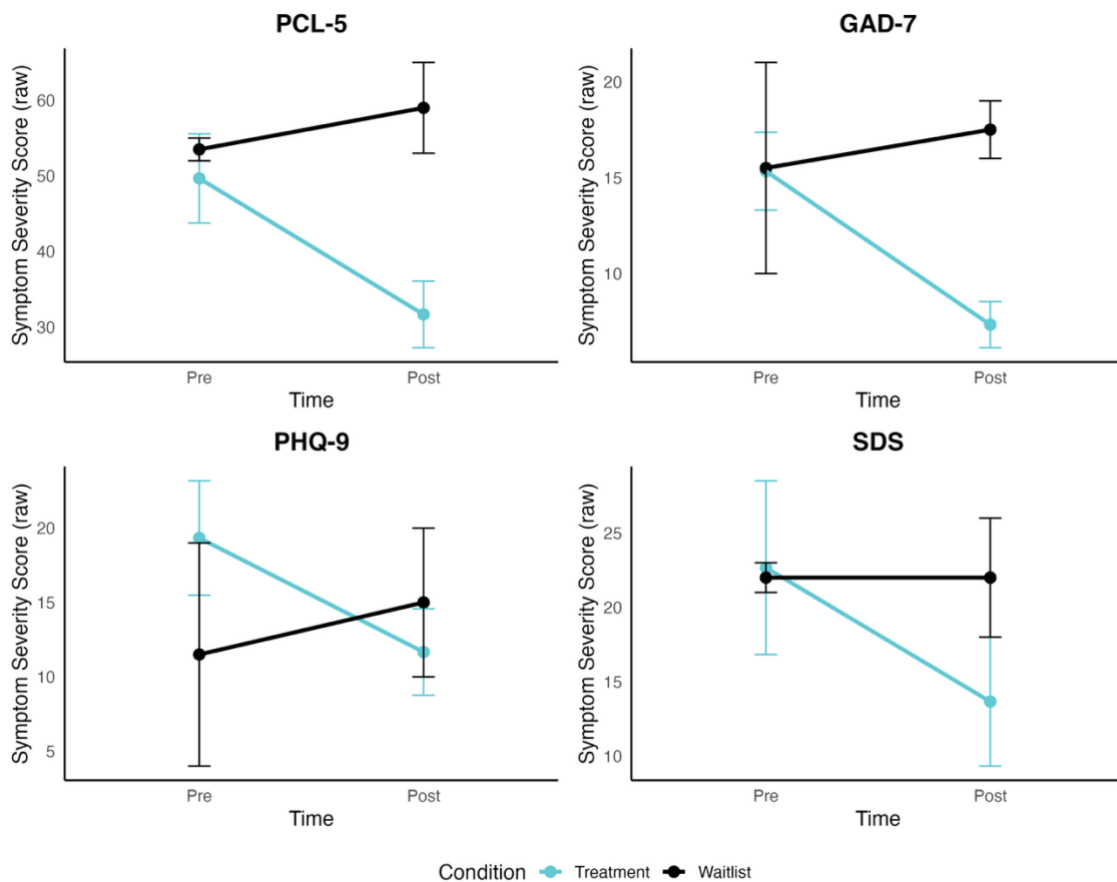 PCL-5
Symptom Severity Score (raw)
60
50
40
30
Pre
Post
Time
GAD-7
Symptom Severity Score (raw)
20
15
10
Pre
Post
Time
PHQ-9
Symptom Severity Score (raw)
20
15
10
5
Pre
Post
Time
SDS
Symptom Severity Score (raw)
25
20
15
10
Pre
Post
Time
Condition Treatment Waitlist